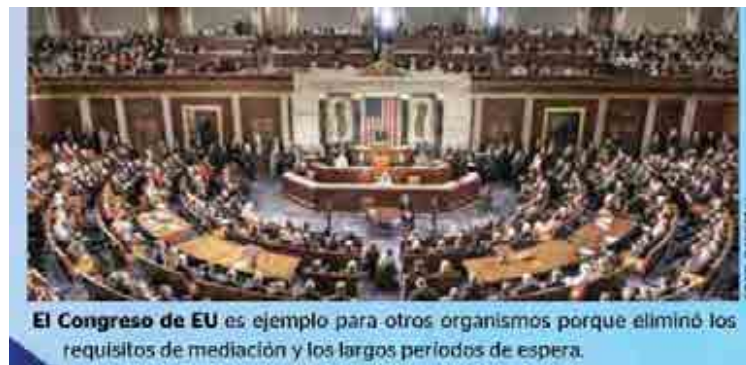 El Congreso de EU es ejemplo para otros organismos porque eliminó los
requisitos de mediación y los largos periodos de espera.